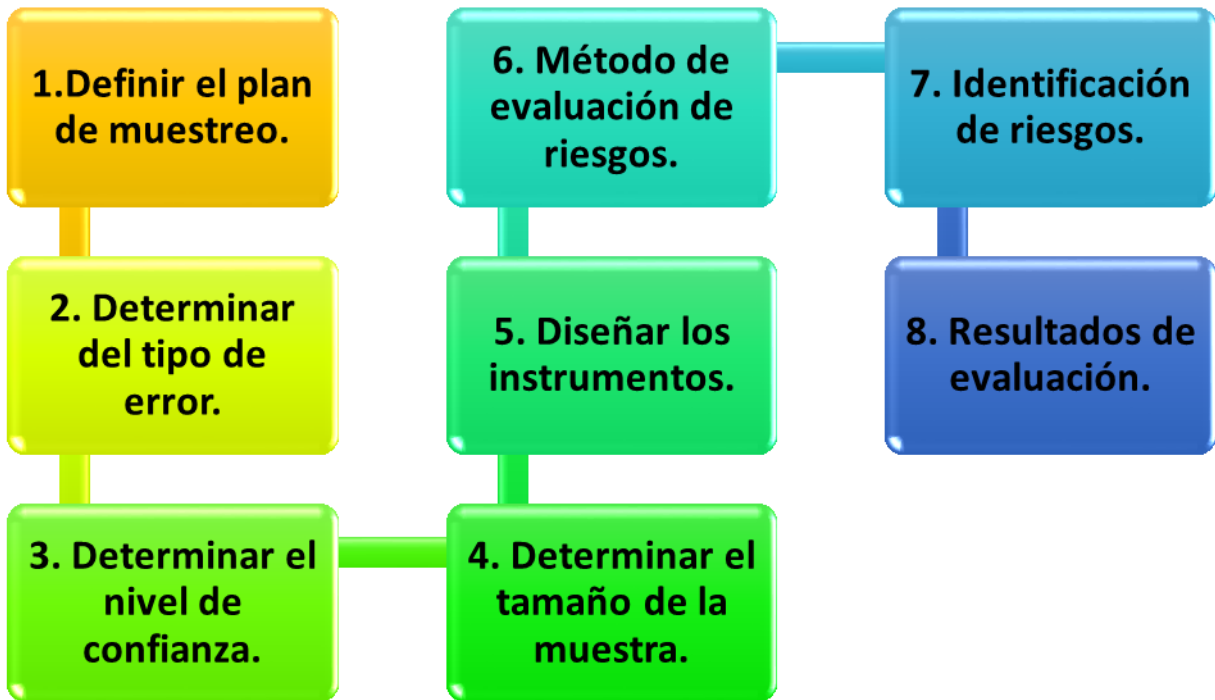 1.Definir el plan
de muestreo.
2. Determinar
del tipo de
error.
3. Determinar el
nivel de
confianza.
4. Determinar el
tamaño de la
muestra.
5. Diseñar los
instrumentos.
6. Método de
evaluación de
riesgos.
7. Identificación
de riesgos.
8. Resultados de
evaluación.